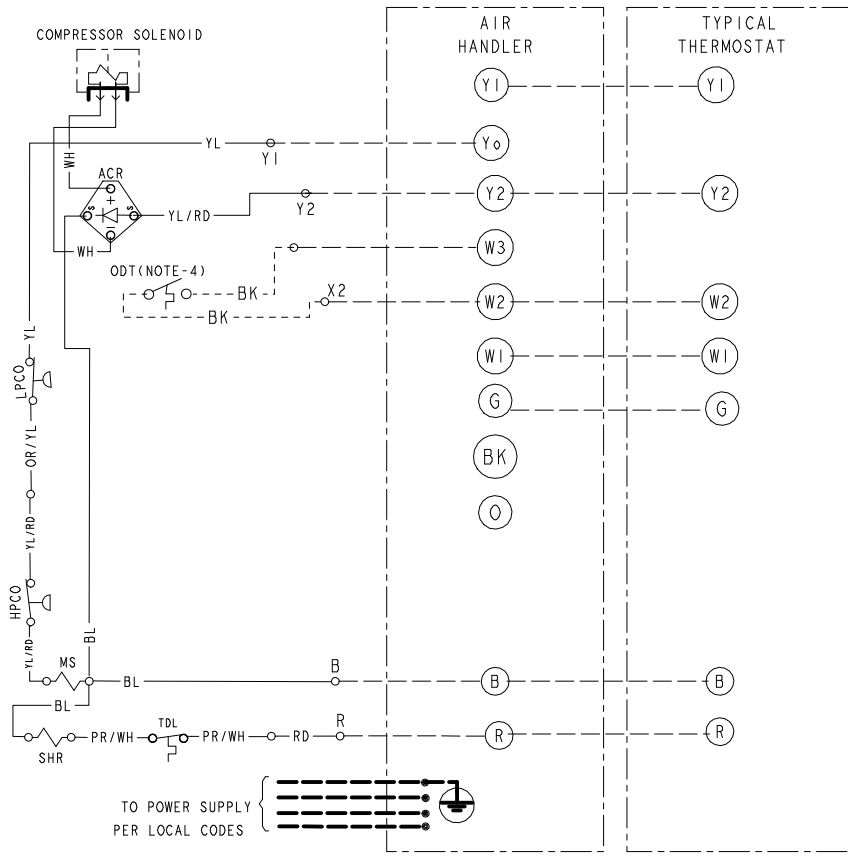 AIR
HANDLER
TYPICAL
THERMOSTAT
COMPRESSOR SOLENOID
Y1
Y1
YL
Y1
Yo
WH
ACR
+
S
S
−
YL/RD
Y2
Y2
Y2
WH
W3
ODT(NOTE-4)
BK
BK
X2
W2
W2
YL
W1
W1
LPCO
G
G
OR/YL
BK
YL/RD
O
HPCO
BL
YL/RD
MS
BL
B
B
B
BL
SHR
PR/WH
TDL
PR/WH
RD
R
R
R
TO POWER SUPPLY
PER LOCAL CODES